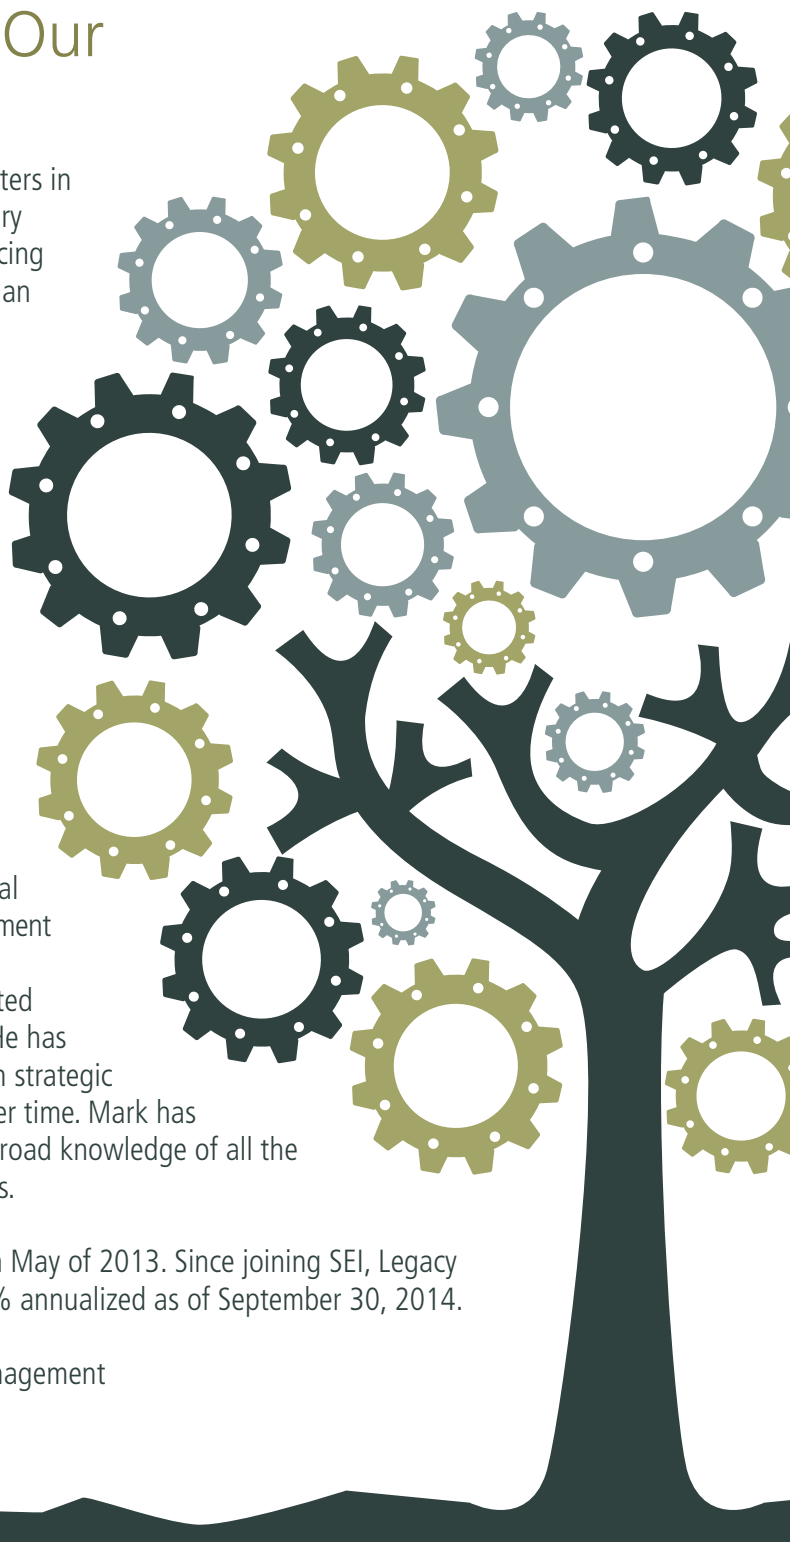 Our
ters in
ry
cing
an
al
ment
ted
He has
n strategic
er time. Mark has
road knowledge of all the
s.
n May of 2013. Since joining SEI, Legacy
% annualized as of September 30, 2014.
nagement